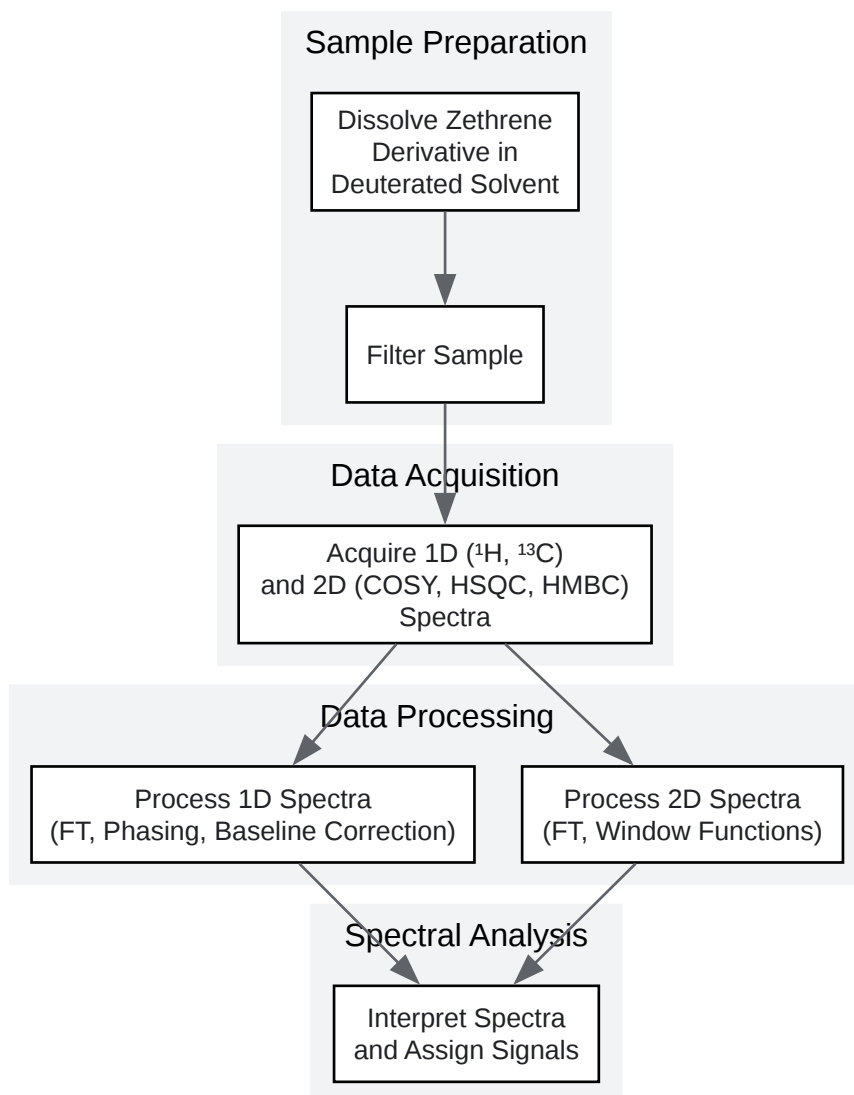 Sample Preparation
Dissolve Zethrene
Derivative in
Deuterated Solvent
Filter Sample
Data Acquisition
Acquire 1D (¹H, ¹³C)
and 2D (COSY, HSQC, HMBC)
Spectra
Data Processing
Process 1D Spectra
(FT, Phasing, Baseline Correction)
Process 2D Spectra
(FT, Window Functions)
Spectral Analysis
Interpret Spectra
and Assign Signals